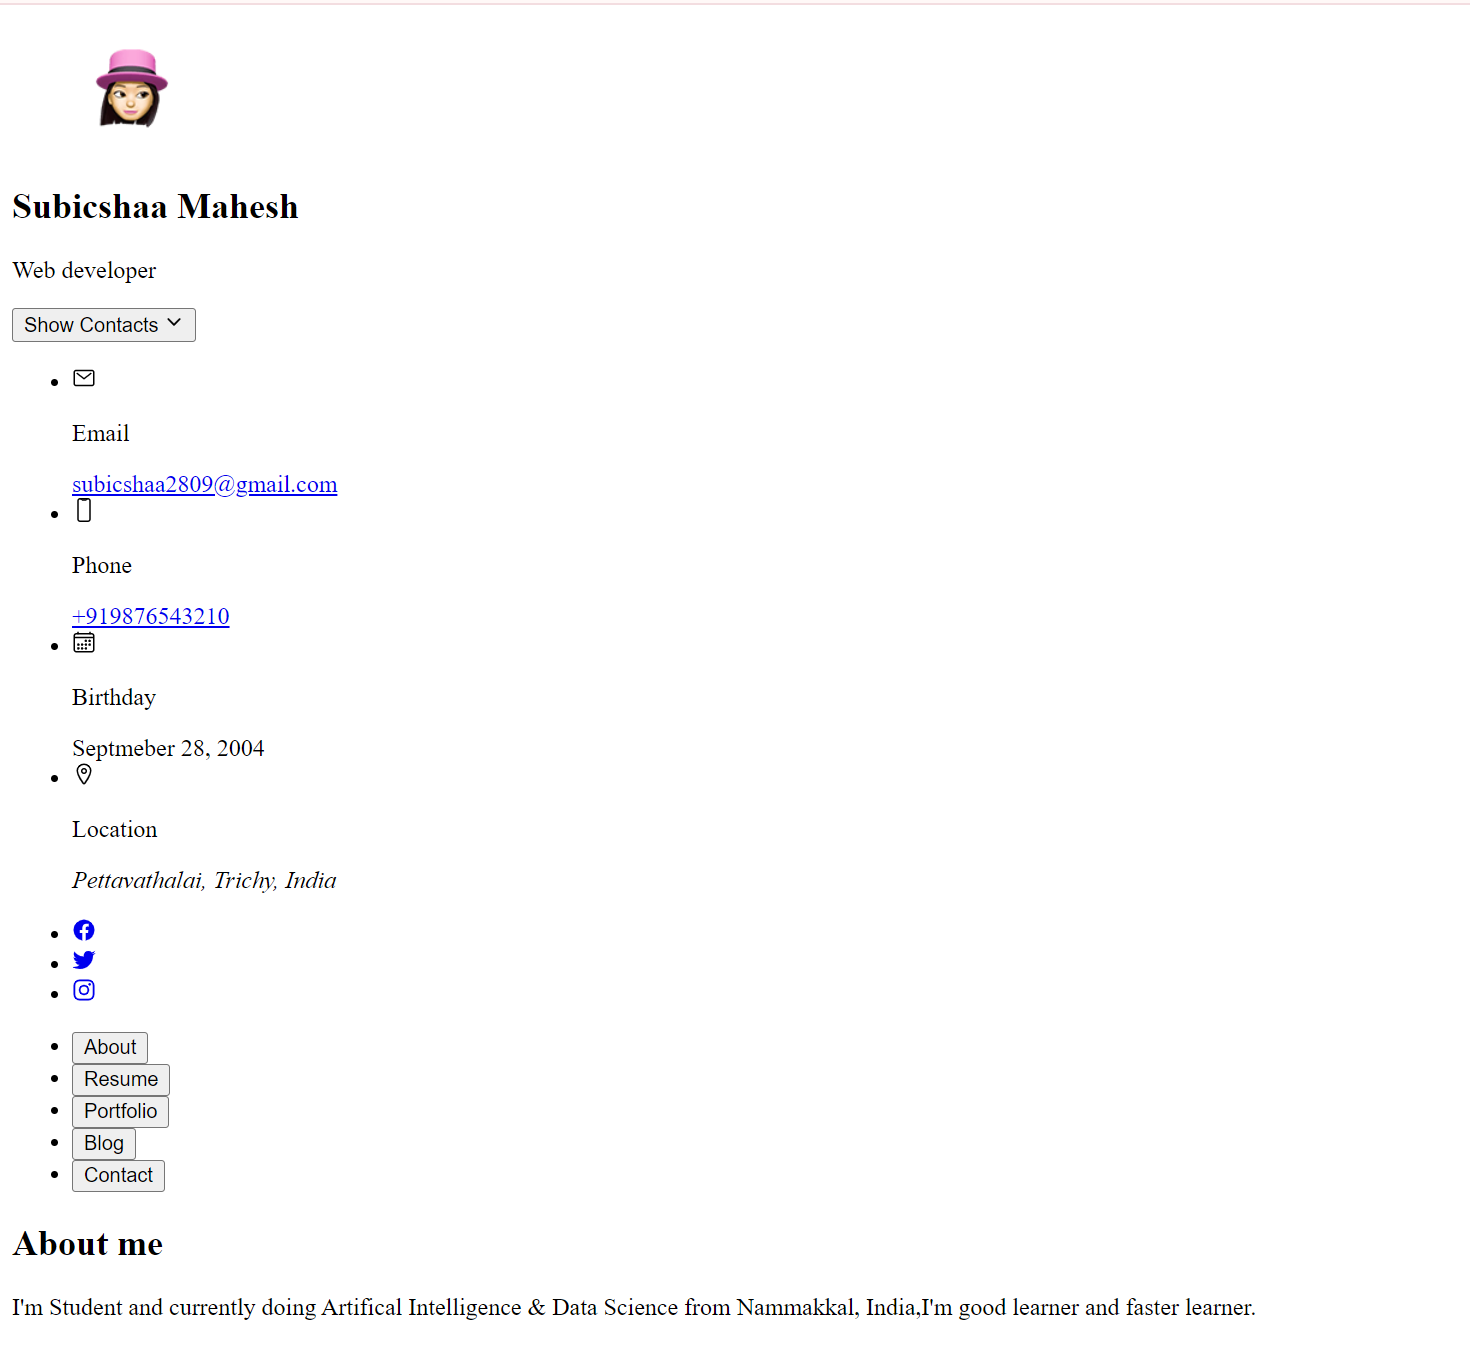 Subicshaa Mahesh
Web developer
Show Contacts
Email
subicshaa2809@gmail.com
Phone
+919876543210
Birthday
Septmeber 28, 2004
Location
Pettavathalai, Trichy, India
About
Resume
Portfolio
Blog
Contact
About me
I'm Student and currently doing Artifical Intelligence & Data Science from Nammakkal, India,I'm good learner and faster learner.